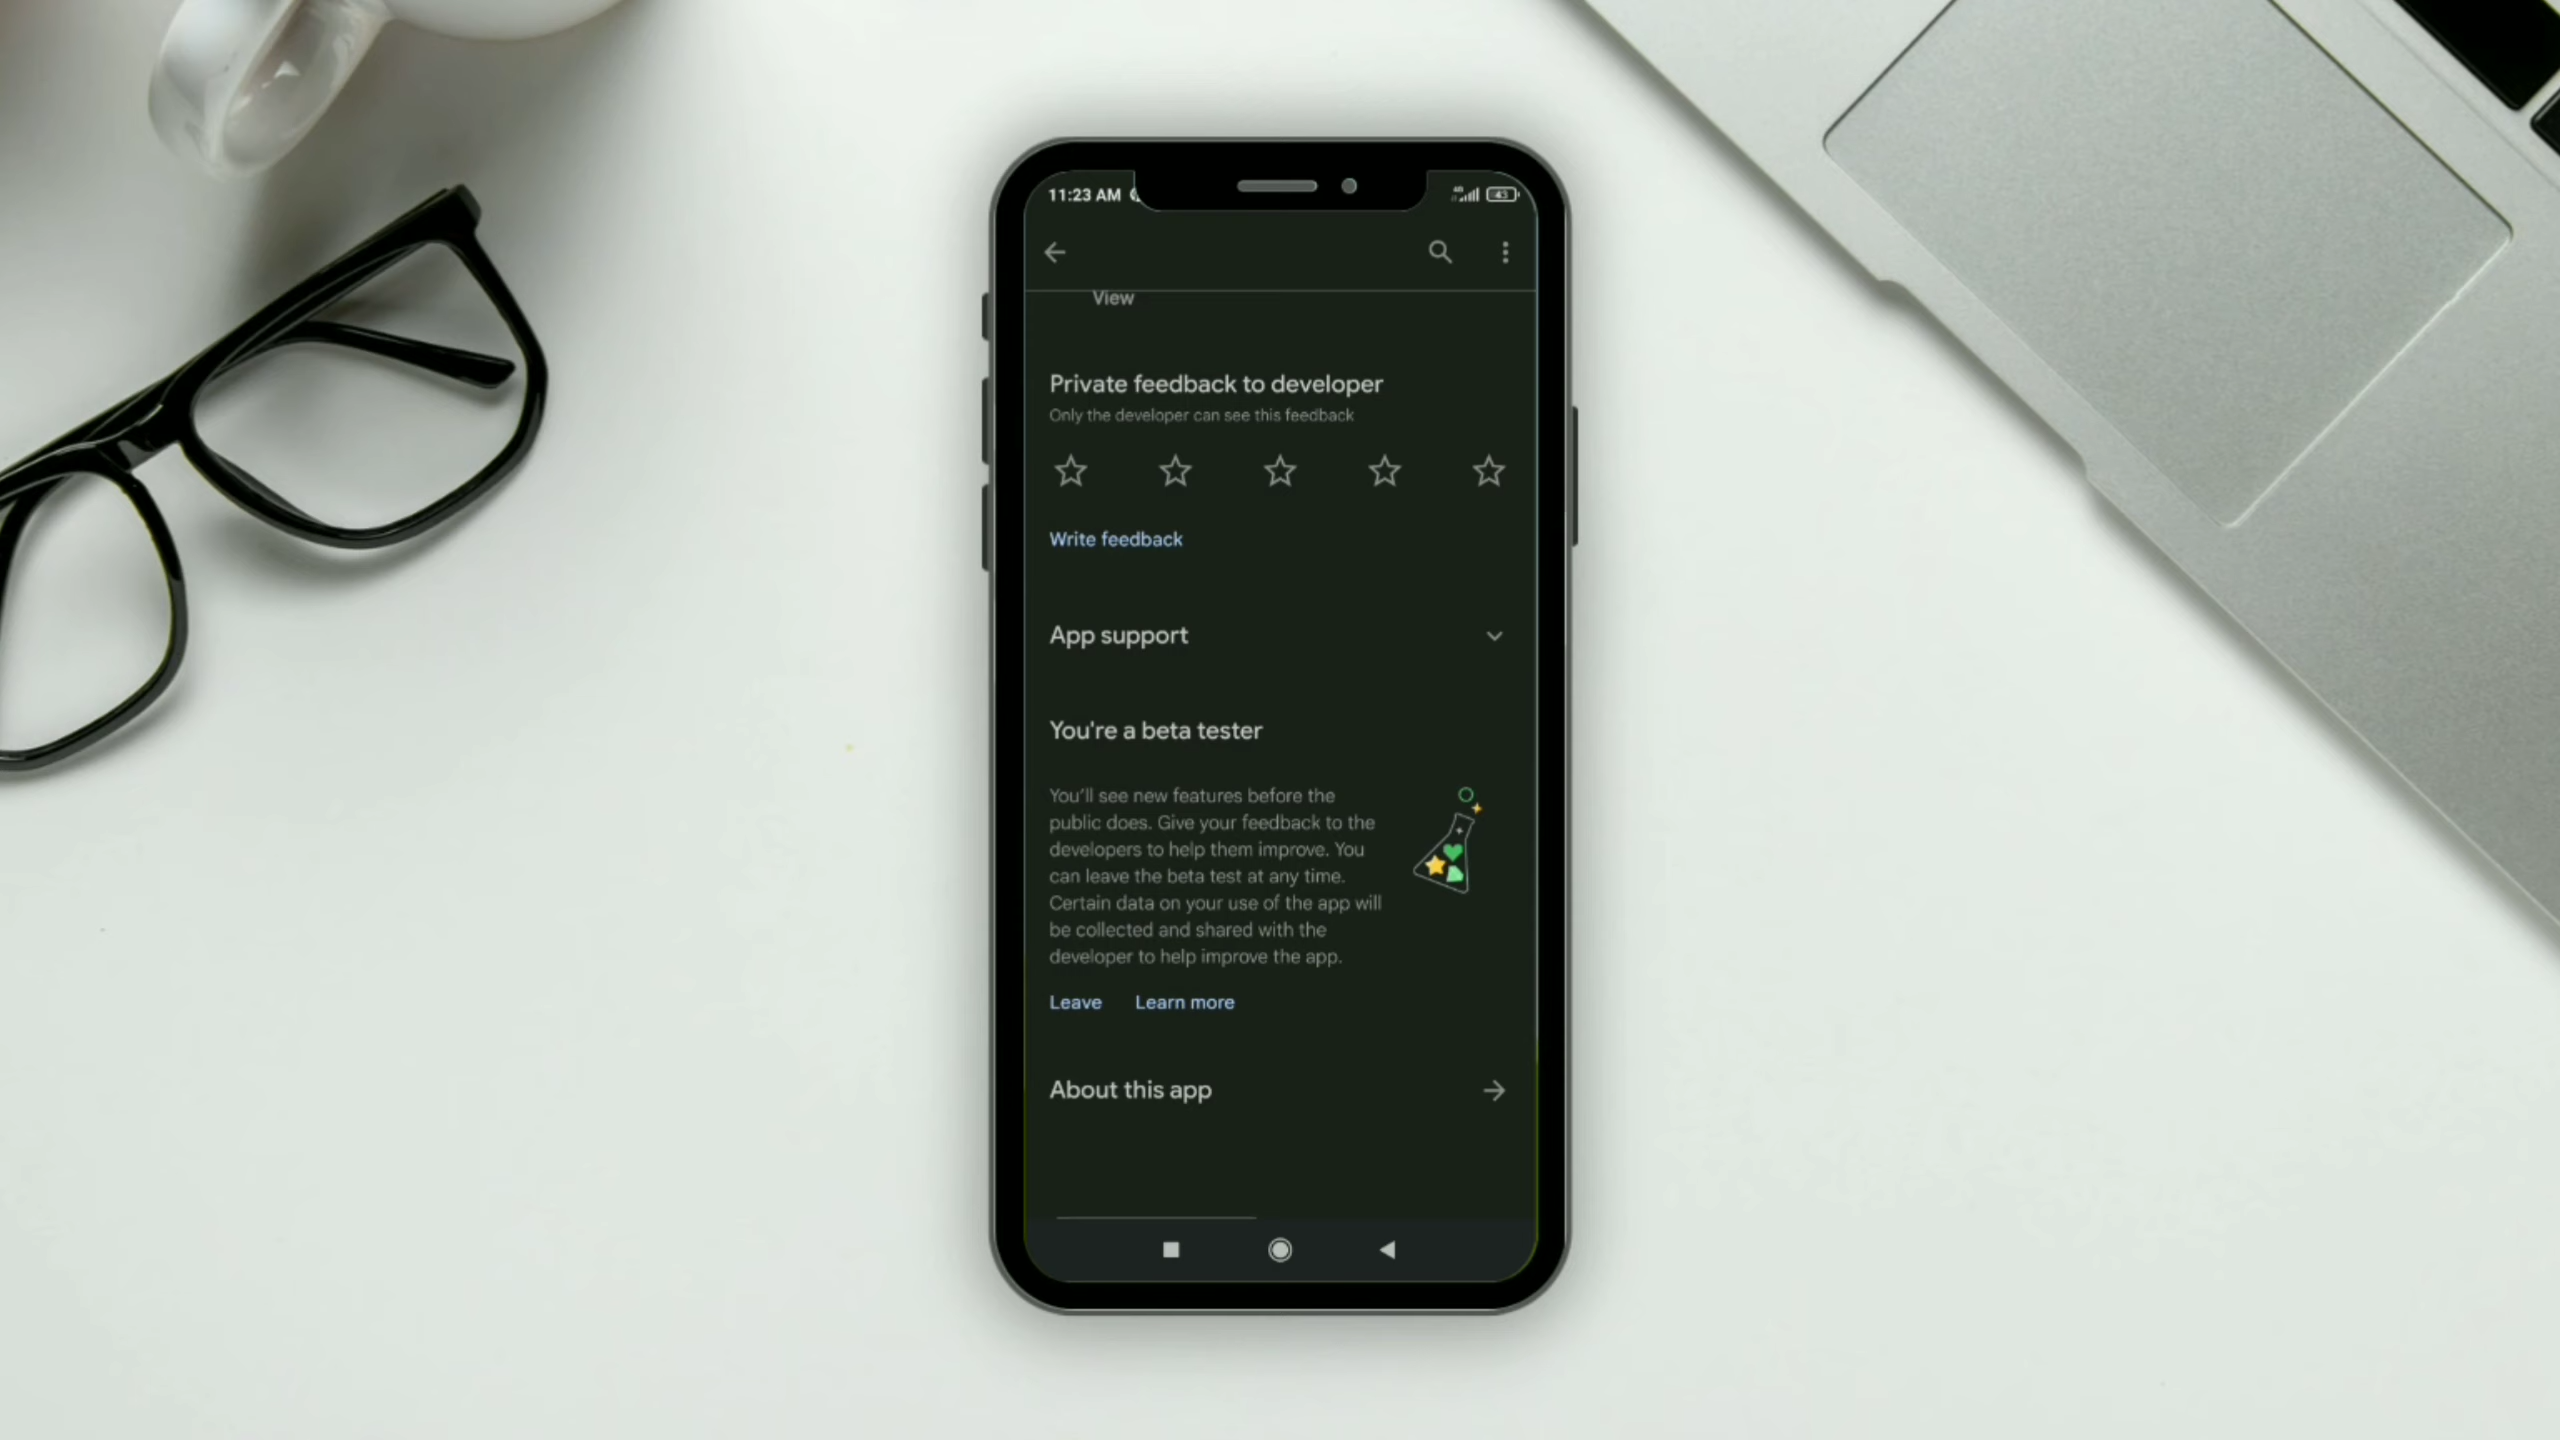 11:23 AM
4G
43
View
Private feedback to developer
Only the developer can see this feedback
Write feedback
App support
You're a beta tester
You'll see new features before the
public does. Give your feedback to the
developers to help them improve. You
can leave the beta test at any time.
Certain data on your use of the app will
be collected and shared with the
developer to help improve the app.
Leave Learn more
About this app